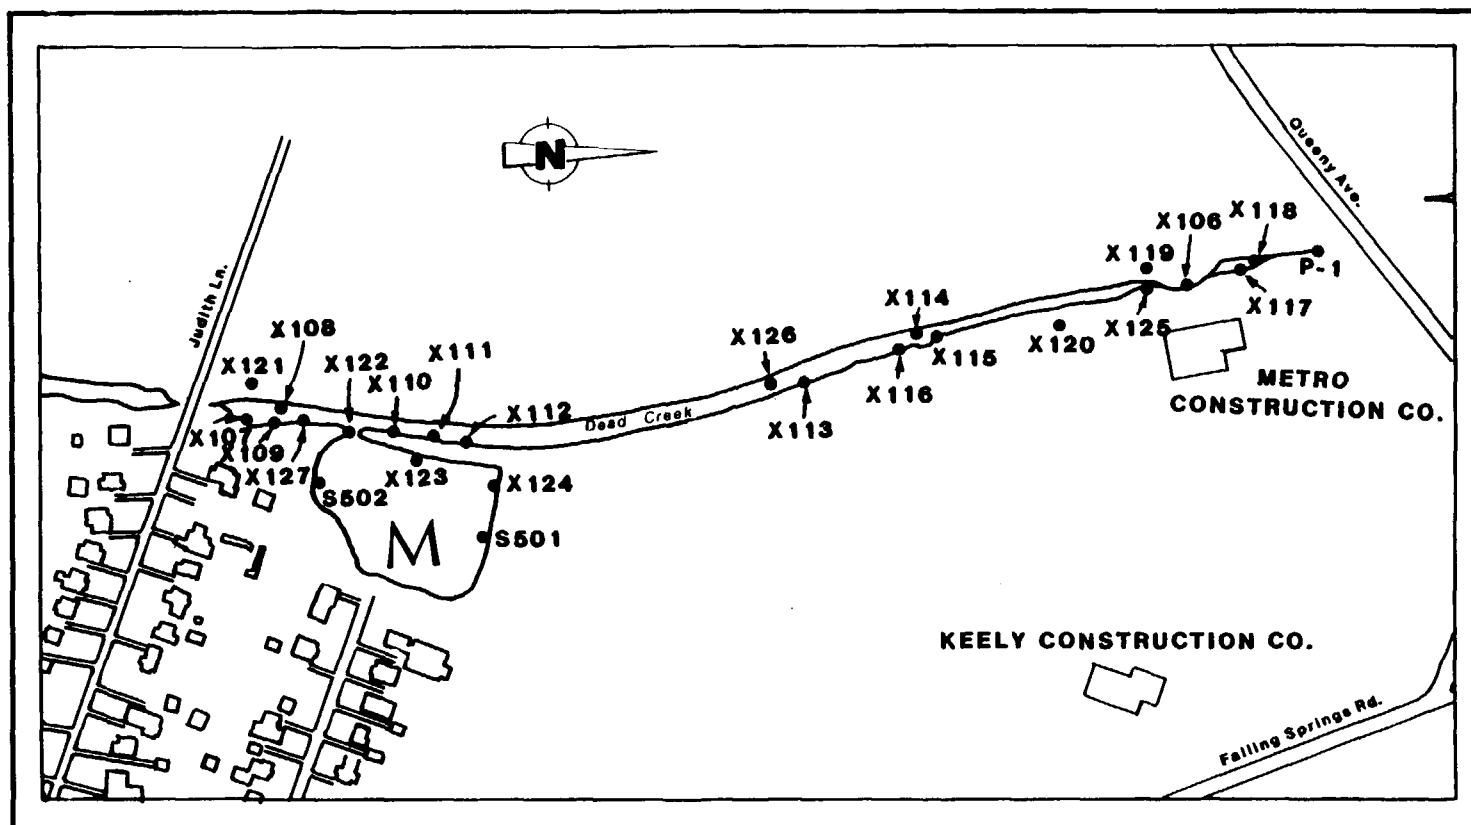 N
Queeny Ave.
Judith Ln.
X118
X106
X119
P-1
X117
X114
X125
X108
X126
X120
X115
X111
X121
X122
X116
METRO
CONSTRUCTION CO.
X110
X112
Dead Creek
X113
X107
X109
X127
X123
S502
X124
M
S501
KEELY CONSTRUCTION CO.
Falling Springs Rd.